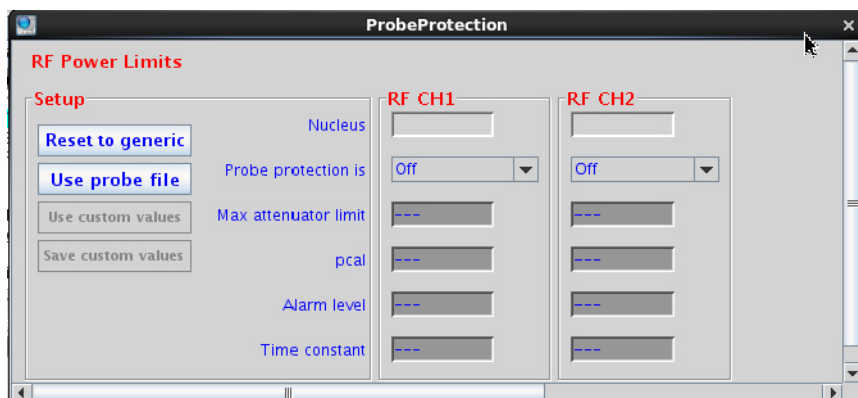 ProbeProtection
RF Power Limits
Setup RF CH1 RF CH2
Reset to generic
Use probe file
Use custom values
Save custom values
Nucleus
Probe protection is Off Off
Max attenuator limit --- ---
pcal --- ---
Alarm level --- ---
Time constant --- ---